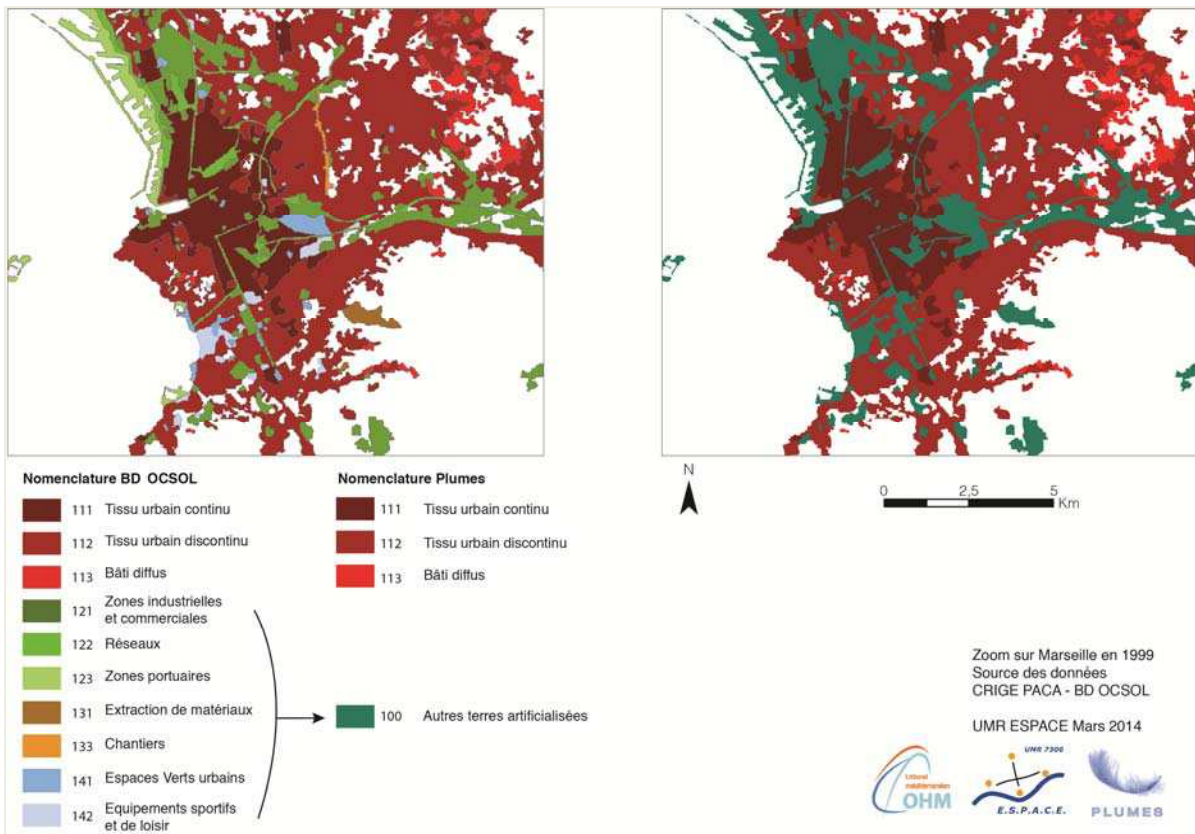 Nomenclature BD OCSOL
111 Tissu urbain continu
112 Tissu urbain discontinu
113 Bâti diffus
121 Zones industrielles
et commerciales
122 Réseaux
123 Zones portuaires
131 Extraction de matériaux
133 Chantiers
141 Espaces Verts urbains
142 Equipements sportifs
et de loisir
Nomenclature Plumes
111 Tissu urbain continu
112 Tissu urbain discontinu
113 Bâti diffus
100 Autres terres artificialisées
N
0 2,5 5
Km
Zoom sur Marseille en 1999
Source des données
CRIGE PACA - BD OCSOL
UMR ESPACE Mars 2014
Littoral
méditerranéen
OHM
UMR 7300
E.S.P.A.C.E.
PLUMES